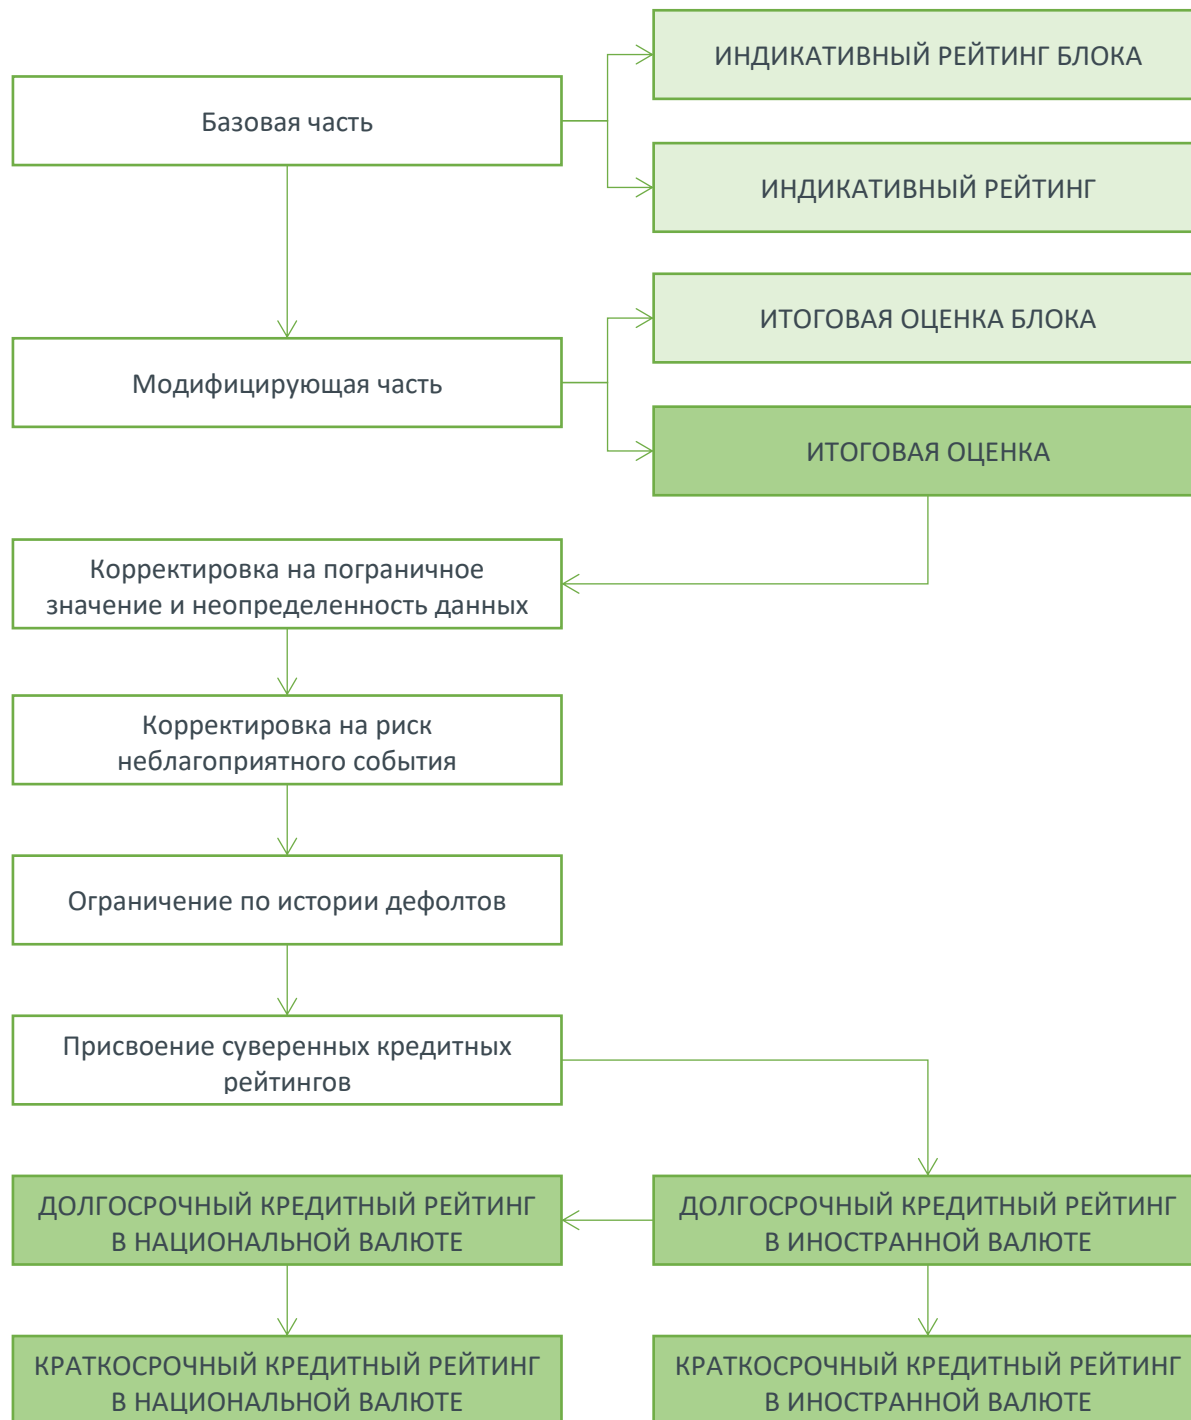 ИНДИКАТИВНЫЙ РЕЙТИНГ БЛОКА
Базовая часть
ИНДИКАТИВНЫЙ РЕЙТИНГ
ИТОГОВАЯ ОЦЕНКА БЛОКА
Модифицирующая часть
ИТОГОВАЯ ОЦЕНКА
Корректировка на пограничное
значение и неопределенность данных
Корректировка на риск
неблагоприятного события
Ограничение по истории дефолтов
Присвоение суверенных кредитных
рейтингов
ДОЛГОСРОЧНЫЙ КРЕДИТНЫЙ РЕЙТИНГ
В НАЦИОНАЛЬНОЙ ВАЛЮТЕ
ДОЛГОСРОЧНЫЙ КРЕДИТНЫЙ РЕЙТИНГ
В ИНОСТРАННОЙ ВАЛЮТЕ
КРАТКОСРОЧНЫЙ КРЕДИТНЫЙ РЕЙТИНГ
В НАЦИОНАЛЬНОЙ ВАЛЮТЕ
КРАТКОСРОЧНЫЙ КРЕДИТНЫЙ РЕЙТИНГ
В ИНОСТРАННОЙ ВАЛЮТЕ